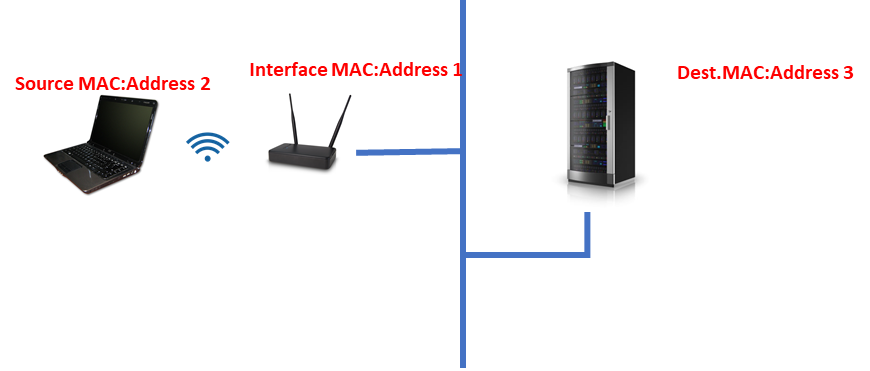 Source MAC:Address 2
Interface MAC:Address 1
Dest.MAC:Address 3